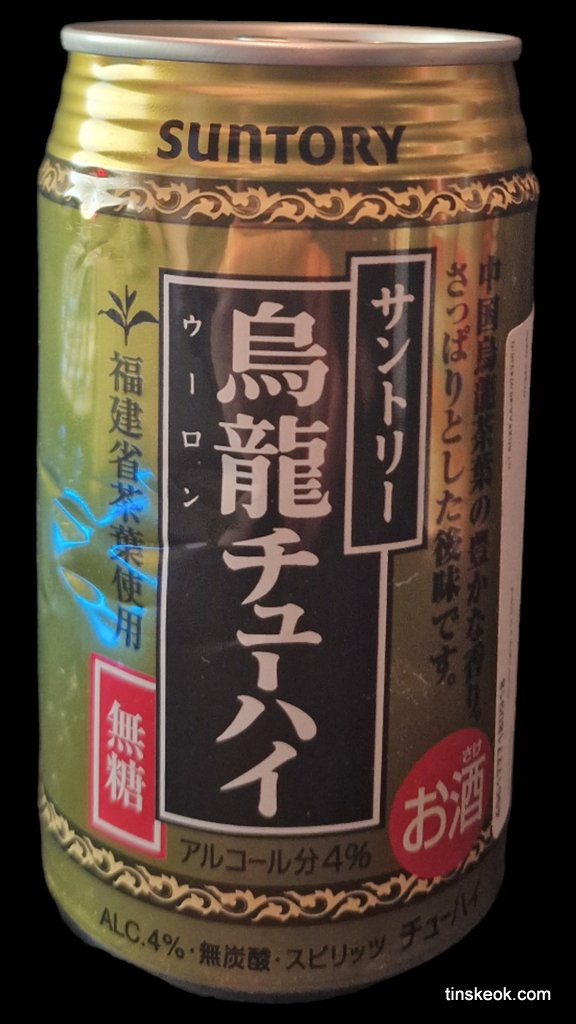 SUNTORY
サントリー
烏龍チューハイ
ウーロン
中国烏龍茶葉の豊かな香り、
さっぱりとした後味です。
福建省茶葉使用
無糖
さけ
お酒
アルコール分4%
ALC.4%・無炭酸・スピリッツ チューハイ
tinskeok.com